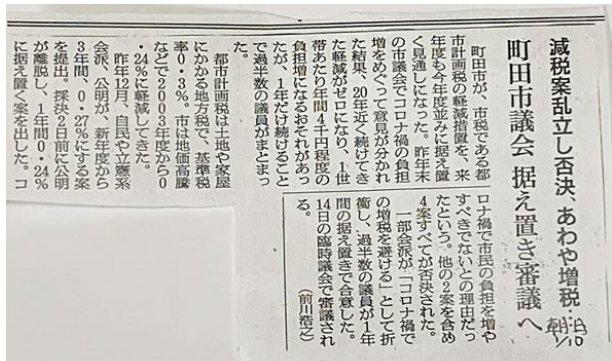 減税案乱立し否決、あわや増税…
町田市議会 据え置き審議へ
朝日
1/10
町田市が、市税である都
市計画税の軽減措置を、来
年度も今年度並みに据え置
く見通しになった。昨年末
の市議会でコロナ禍の負担
増をめぐって意見が分かれ
た結果、20年近く続けてき
た軽減がゼロになり、1世
帯あたり年間4千円程度の
負担増になるおそれがあっ
たが、1年だけ続けること
で過半数の議員がまとまっ
た。
都市計画税は土地や家屋
にかかる地方税で、基準税
率0・3%。市は地価高騰
などで2003年度から0
・24%に軽減してきた。
昨年12月、自民や立憲系
会派、公明が、新年度から
3年間、0・27%にする案
を提出。採決2日前に公明
が離脱し、1年間0・24%
に据え置く案を出した。コ
ロナ禍で市民の負担を増や
すべきでないとの理由だっ
たという。他の2案を含め
4案すべてが否決された。
一部会派が「コロナ禍で
の増税を避ける」として折
衝し、過半数の議員が1年
間の据え置きで合意した。
14日の臨時議会で審議され
る。
(前川浩之)